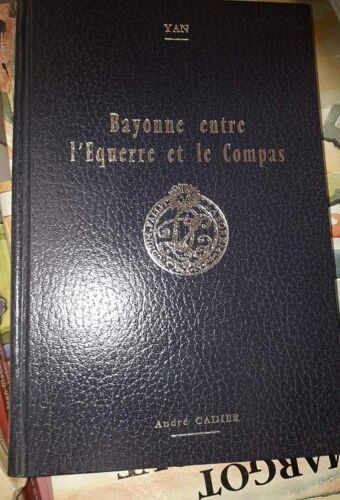 YAN
Bayonne entre
l'Equerre et le Compas
André CADIER
MARGOT